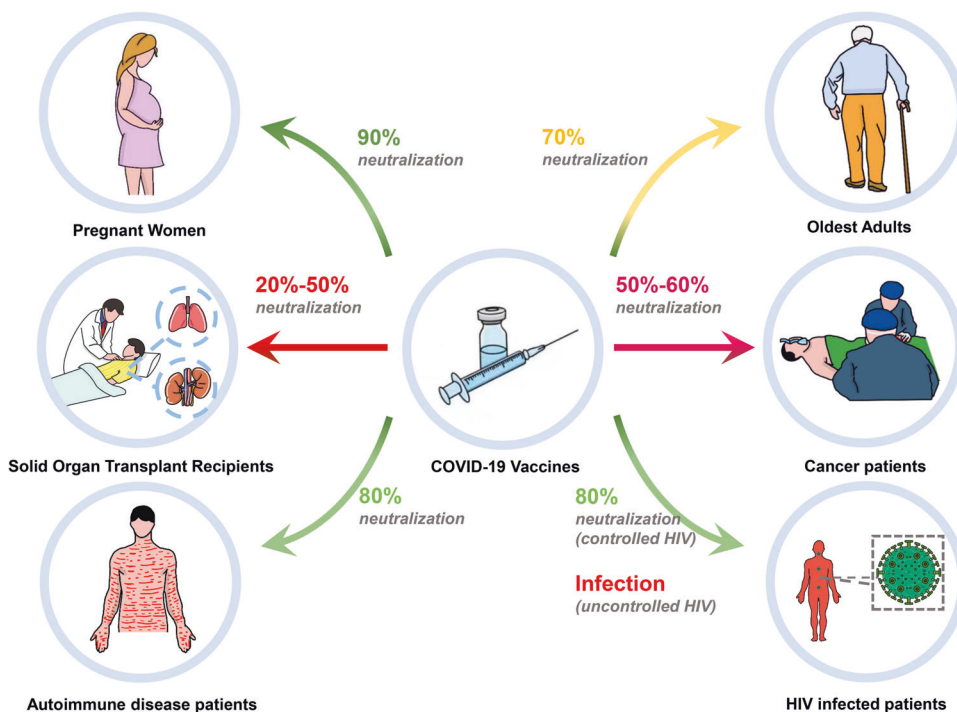 90%
neutralization
70%
neutralization
Pregnant Women
Oldest Adults
20%-50%
neutralization
50%-60%
neutralization
Solid Organ Transplant Recipients
COVID-19 Vaccines
Cancer patients
80%
neutralization
80%
neutralization
(controlled HIV)
Infection
(uncontrolled HIV)
Autoimmune disease patients
HIV infected patients